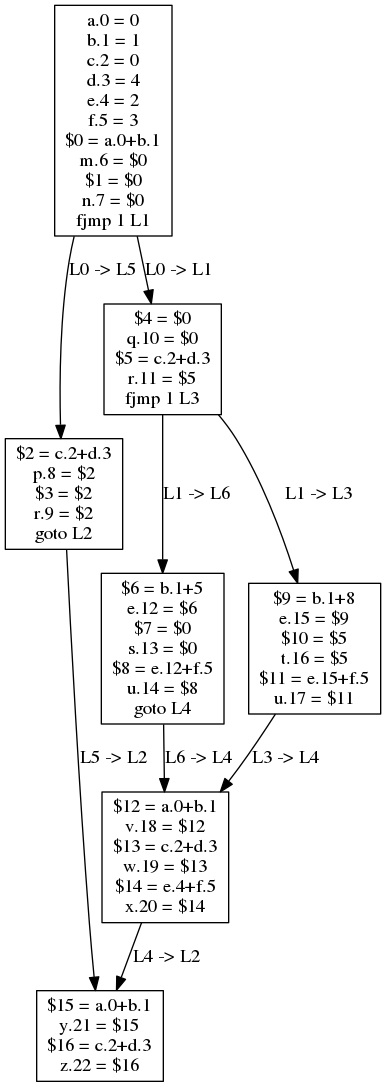 a.0 = 0
b.1 = 1
c.2 = 0
d.3 = 4
e.4 = 2
f.5 = 3
$0 = a.0+b.1
m.6 = $0
$1 = $0
n.7 = $0
fjmp 1 L1
L0 -> L5
L0 -> L1
$4 = $0
q.10 = $0
$5 = c.2+d.3
r.11 = $5
fjmp 1 L3
$2 = c.2+d.3
p.8 = $2
$3 = $2
r.9 = $2
goto L2
L1 -> L6
L1 -> L3
$6 = b.1+5
e.12 = $6
$7 = $0
s.13 = $0
$8 = e.12+f.5
u.14 = $8
goto L4
$9 = b.1+8
e.15 = $9
$10 = $5
t.16 = $5
$11 = e.15+f.5
u.17 = $11
L5 -> L2
L6 -> L4
L3 -> L4
$12 = a.0+b.1
v.18 = $12
$13 = c.2+d.3
w.19 = $13
$14 = e.4+f.5
x.20 = $14
L4 -> L2
$15 = a.0+b.1
y.21 = $15
$16 = c.2+d.3
z.22 = $16